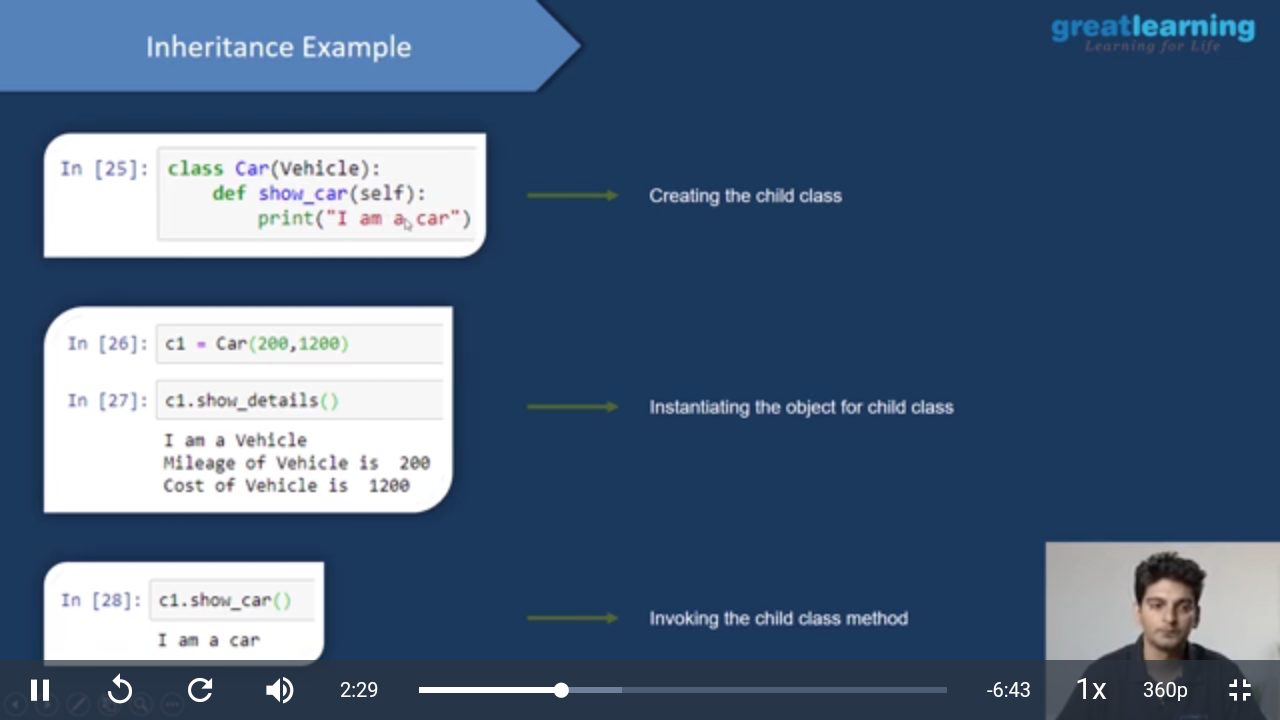 Inheritance Example
greatlearning
Learning for Life
In [25]: class Car(Vehicle):
def show_car(self):
print("I am a car")
Creating the child class
In [26]: c1 = Car(200,1200)
In [27]: c1.show_details()
I am a Vehicle
Mileage of Vehicle is  200
Cost of Vehicle is  1200
Instantiating the object for child class
In [28]: c1.show_car()
I am a car
Invoking the child class method
2:29
-6:43
1x
360p